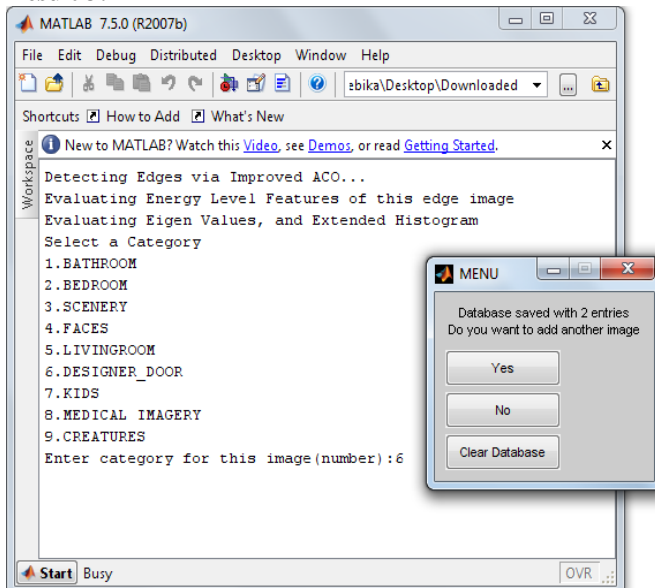 MATLAB 7.5.0 (R2007b)
File Edit Debug Distributed Desktop Window Help
ebika\Desktop\Downloaded
Shortcuts How to Add What's New
Workspace
New to MATLAB? Watch this Video, see Demos, or read Getting Started.
Detecting Edges via Improved ACO...
Evaluating Energy Level Features of this edge image
Evaluating Eigen Values, and Extended Histogram
Select a Category
1.BATHROOM
2.BEDROOM
3.SCENERY
4.FACES
5.LIVINGROOM
6.DESIGNER_DOOR
7.KIDS
8.MEDICAL IMAGERY
9.CREATURES
Enter category for this image(number):6
MENU
Database saved with 2 entries
Do you want to add another image
Yes
No
Clear Database
Start Busy
OVR